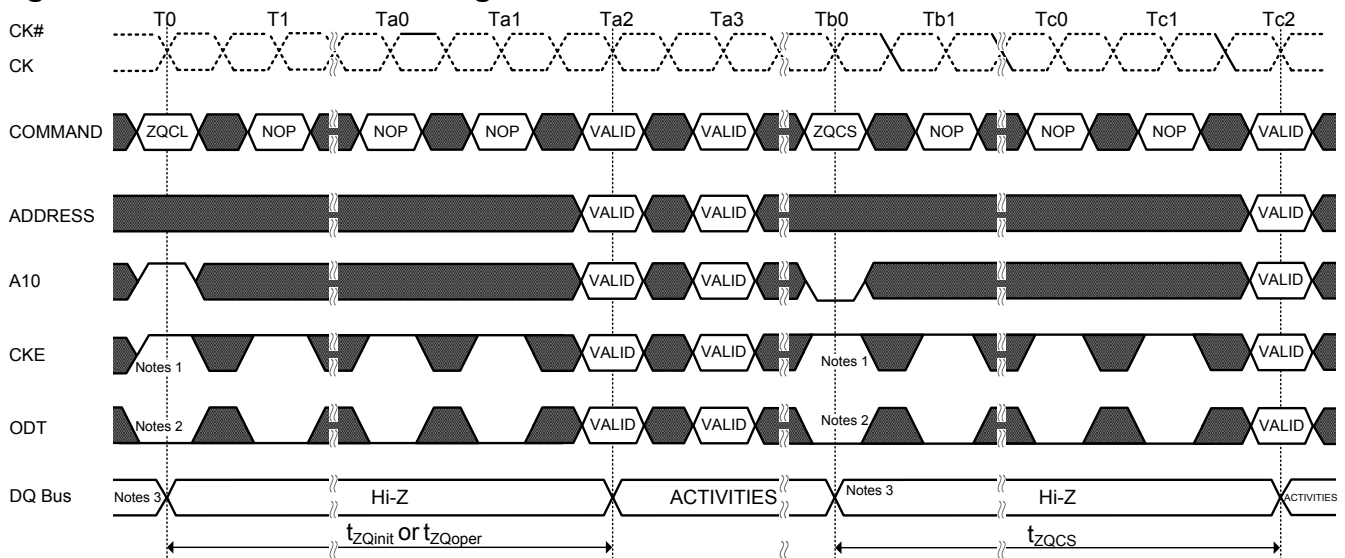 T0 T1 Ta0 Ta1 Ta2 Ta3 Tb0 Tb1 Tc0 Tc1 Tc2
CK#
CK
COMMAND ZQCL NOP NOP NOP VALID VALID ZQCS NOP NOP NOP VALID
ADDRESS VALID VALID VALID
A10 VALID VALID VALID
CKE Notes 1 VALID VALID Notes 1 VALID
ODT Notes 2 VALID VALID Notes 2 VALID
DQ Bus Notes 3 Hi-Z ACTIVITIES Notes 3 Hi-Z ACTIVITIES
tZQinit or tZQoper tZQCS